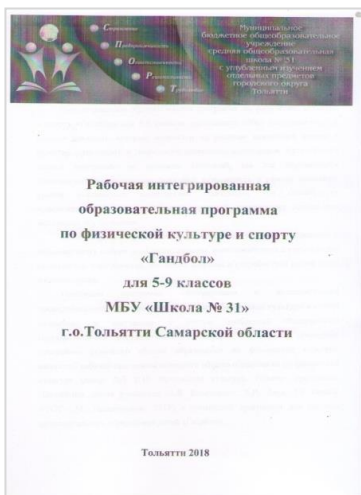 Муниципальное
бюджетное общеобразовательное
учреждение
средняя общеобразовательная
школа № 31
с углубленным изучением
отдельных предметов
городского округа
Тольятти
Рабочая интегрированная
образовательная программа
по физической культуре и спорту
«Гандбол»
для 5-9 классов
МБУ «Школа № 31»
г.о.Тольятти Самарской области
Тольятти 2018